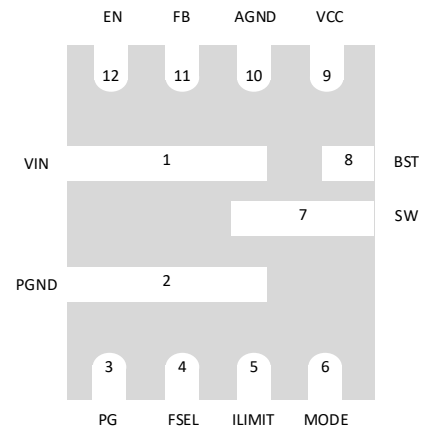 EN FB AGND VCC
12 11 10 9
VIN 1 8 BST
7 SW
PGND 2
3 4 5 6
PG FSEL ILIMIT MODE